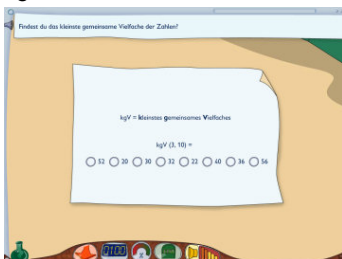 Findest du das kleinste gemeinsame Vielfache der Zahlen?
kgV = kleinstes gemeinsames Vielfaches
kgV (3, 10) =
52 20 30 32 22 40 36 56